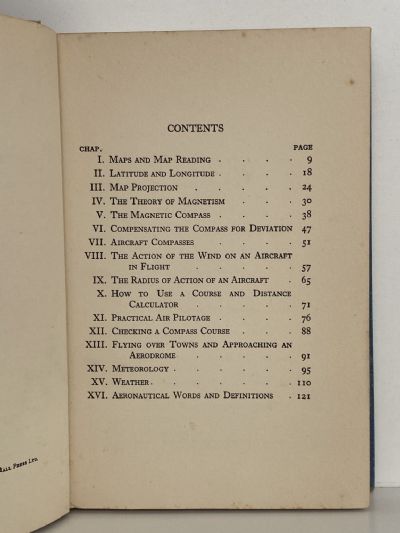 CONTENTS
CHAP. PAGE
I. Maps and Map Reading . . . . 9
II. Latitude and Longitude . . . . 18
III. Map Projection . . . . . 24
IV. The Theory of Magnetism . . . 30
V. The Magnetic Compass . . . . 38
VI. Compensating the Compass for Deviation 47
VII. Aircraft Compasses . . . . 51
VIII. The Action of the Wind on an Aircraft
in Flight . . . . . 57
IX. The Radius of Action of an Aircraft . 65
X. How to Use a Course and Distance
Calculator . . . . . 71
XI. Practical Air Pilotage . . . . 76
XII. Checking a Compass Course . . . 88
XIII. Flying over Towns and Approaching an
Aerodrome . . . . . 91
XIV. Meteorology . . . . . 95
XV. Weather . . . . . . 110
XVI. Aeronautical Words and Definitions . 121
Press Ltd.